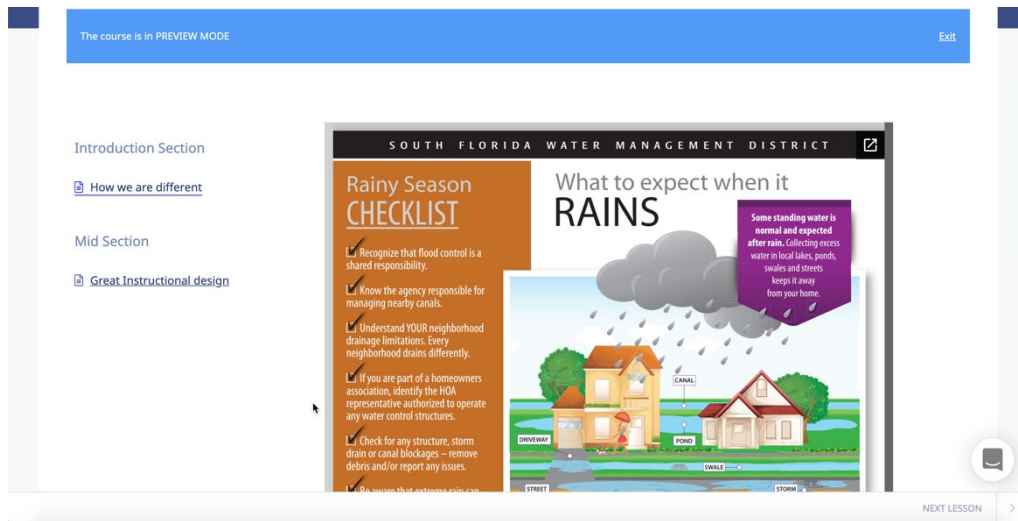 The course is in PREVIEW MODE
Exit
Introduction Section
How we are different
Mid Section
Great Instructional design
SOUTH FLORIDA WATER MANAGEMENT DISTRICT
Rainy Season
CHECKLIST
Recognize that flood control is a
shared responsibility.
Know the agency responsible for
managing nearby canals.
Understand YOUR neighborhood
drainage limitations. Every
neighborhood drains differently.
If you are part of a homeowners
association, identify the HOA
representative authorized to operate
any water control structures.
Check for any structure, storm
drain or canal blockages – remove
debris and/or report any issues.
Be aware that extreme rain can
What to expect when it
RAINS
Some standing water is
normal and expected
after rain. Collecting excess
water in local lakes, ponds,
swales and streets
keeps it away
from your home.
CANAL
DRIVEWAY
POND
SWALE
STREET
STORM
NEXT LESSON